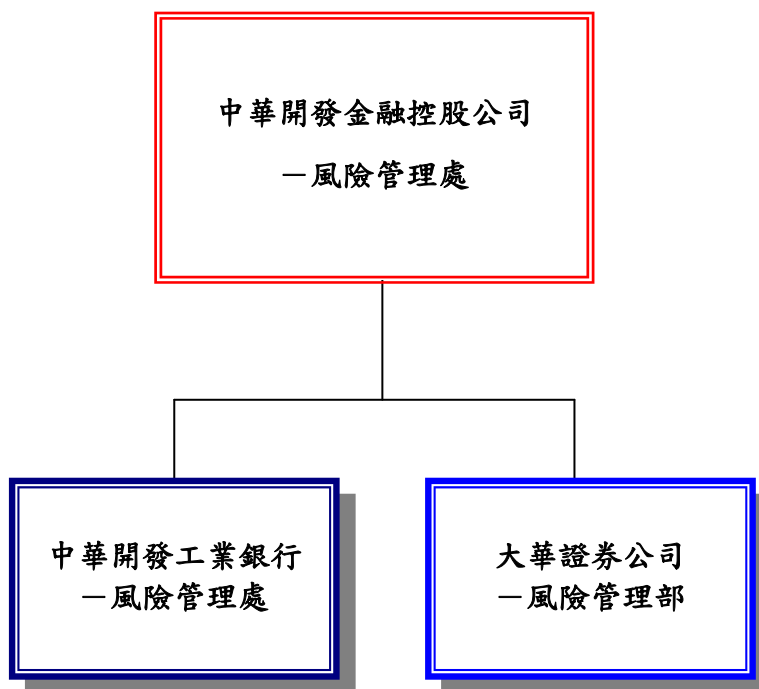 中華開發金融控股公司
－風險管理處
中華開發工業銀行
－風險管理處
大華證券公司
－風險管理部